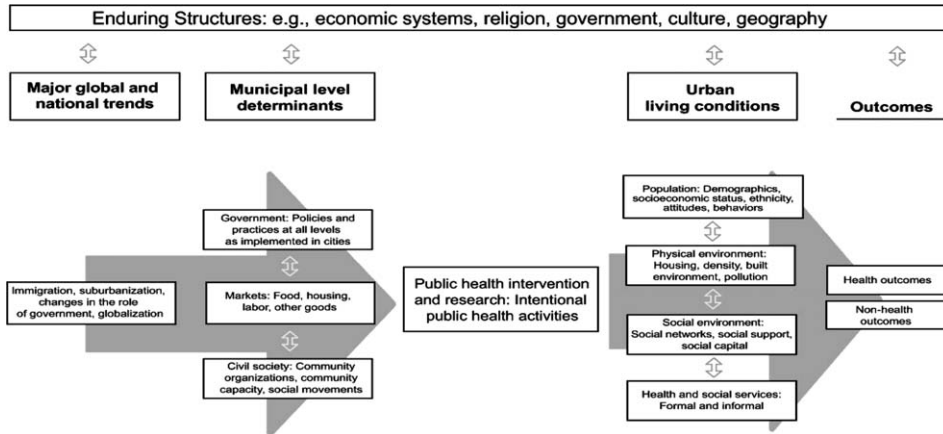 Enduring Structures: e.g., economic systems, religion, government, culture, geography
Major global and
national trends
Municipal level
determinants
Urban
living conditions
Outcomes
Immigration, suburbanization,
changes in the role
of government, globalization
Government: Policies and
practices at all levels
as implemented in cities
Markets: Food, housing,
labor, other goods
Civil society: Community
organizations, community
capacity, social movements
Public health intervention
and research: Intentional
public health activities
Population: Demographics,
socioeconomic status, ethnicity,
attitudes, behaviors
Physical environment:
Housing, density, built
environment, pollution
Social environment:
Social networks, social support,
social capital
Health and social services:
Formal and informal
Health outcomes
Non-health
outcomes